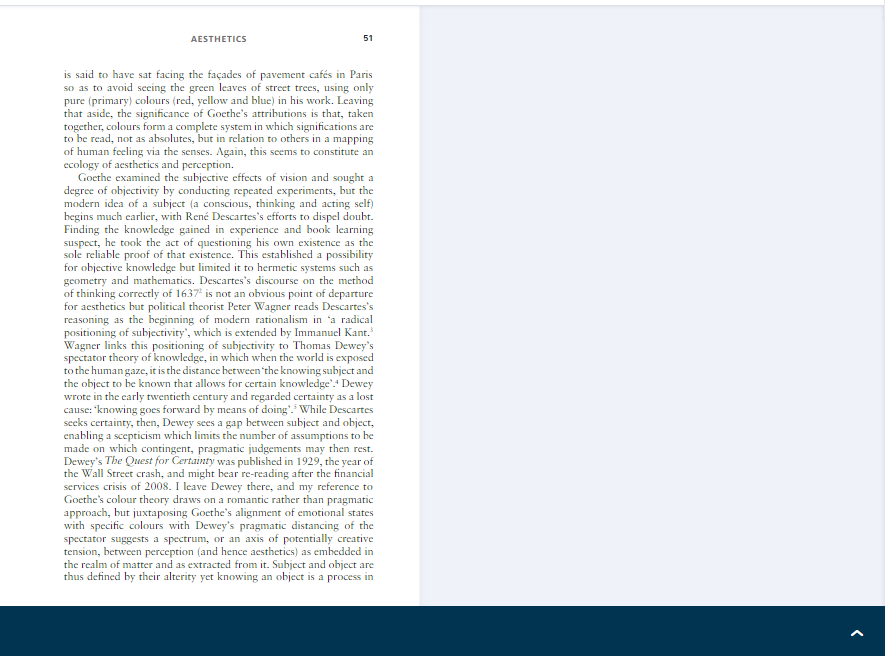 AESTHETICS 51
is said to have sat facing the façades of pavement cafés in Paris
so as to avoid seeing the green leaves of street trees, using only
pure (primary) colours (red, yellow and blue) in his work. Leaving
that aside, the significance of Goethe’s attributions is that, taken
together, colours form a complete system in which significations are
to be read, not as absolutes, but in relation to others in a mapping
of human feeling via the senses. Again, this seems to constitute an
ecology of aesthetics and perception.
Goethe examined the subjective effects of vision and sought a
degree of objectivity by conducting repeated experiments, but the
modern idea of a subject (a conscious, thinking and acting self)
begins much earlier, with René Descartes’s efforts to dispel doubt.
Finding the knowledge gained in experience and book learning
suspect, he took the act of questioning his own existence as the
sole reliable proof of that existence. This established a possibility
for objective knowledge but limited it to hermetic systems such as
geometry and mathematics. Descartes’s discourse on the method
of thinking correctly of 1637² is not an obvious point of departure
for aesthetics but political theorist Peter Wagner reads Descartes’s
reasoning as the beginning of modern rationalism in ‘a radical
positioning of subjectivity’, which is extended by Immanuel Kant.³
Wagner links this positioning of subjectivity to Thomas Dewey’s
spectator theory of knowledge, in which when the world is exposed
to the human gaze, it is the distance between ‘the knowing subject and
the object to be known that allows for certain knowledge’.⁴ Dewey
wrote in the early twentieth century and regarded certainty as a lost
cause: ‘knowing goes forward by means of doing’.⁵ While Descartes
seeks certainty, then, Dewey sees a gap between subject and object,
enabling a scepticism which limits the number of assumptions to be
made on which contingent, pragmatic judgements may then rest.
Dewey’s The Quest for Certainty was published in 1929, the year of
the Wall Street crash, and might bear re-reading after the financial
services crisis of 2008. I leave Dewey there, and my reference to
Goethe’s colour theory draws on a romantic rather than pragmatic
approach, but juxtaposing Goethe’s alignment of emotional states
with specific colours with Dewey’s pragmatic distancing of the
spectator suggests a spectrum, or an axis of potentially creative
tension, between perception (and hence aesthetics) as embedded in
the realm of matter and as extracted from it. Subject and object are
thus defined by their alterity yet knowing an object is a process in